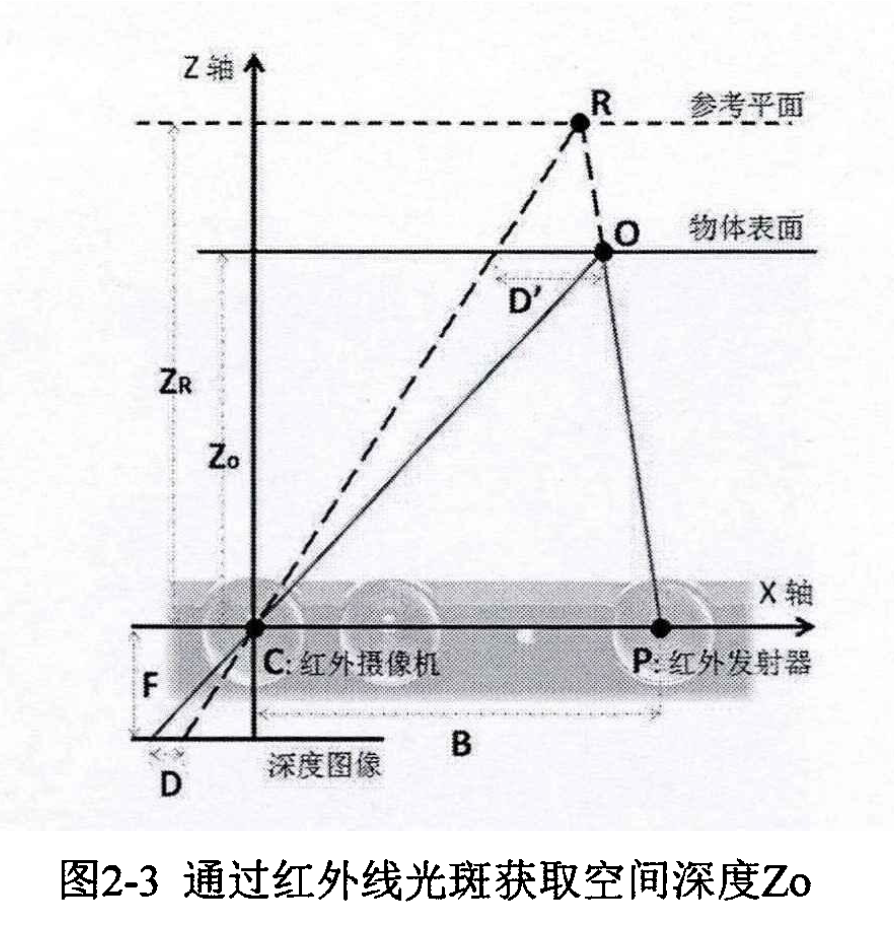 Z 轴
R
参考平面
O
物体表面
D'
ZR
Zo
X 轴
C: 红外摄像机
P: 红外发射器
F
B
D
深度图像
图2-3 通过红外线光斑获取空间深度Zo